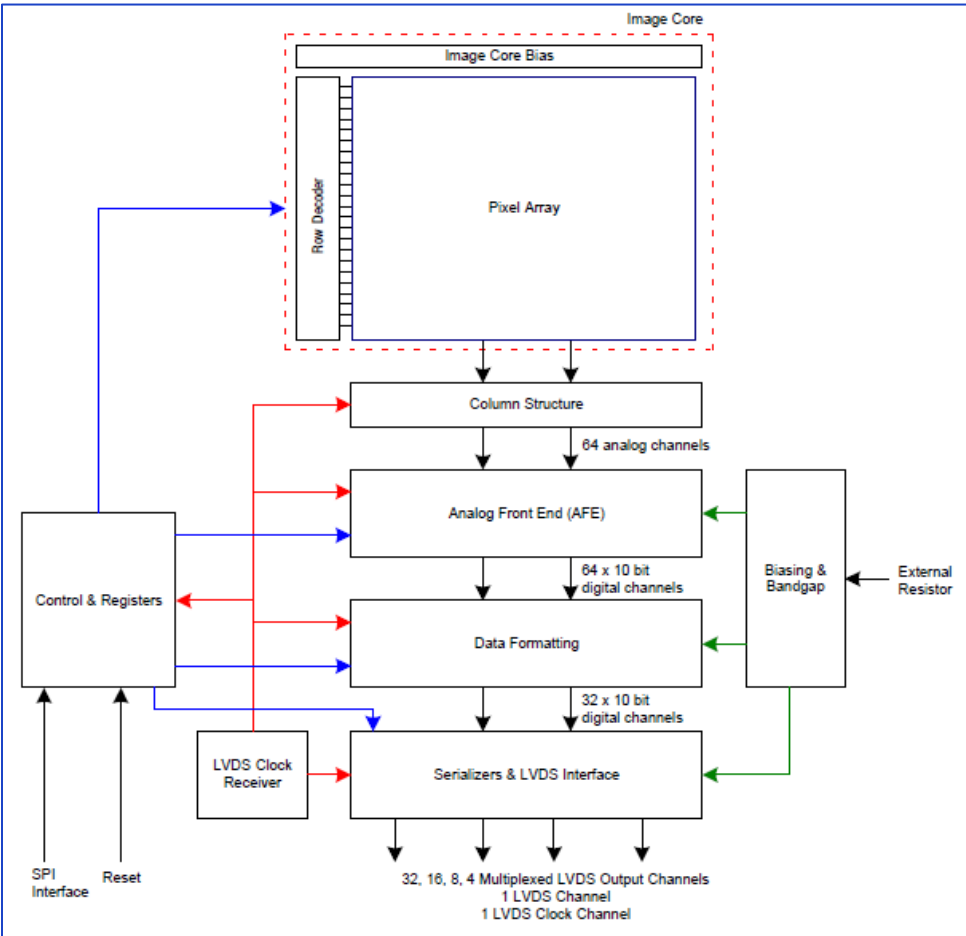 Image Core
Image Core Bias
Row Decoder
Pixel Array
Column Structure
64 analog channels
Analog Front End (AFE)
64 x 10 bit
digital channels
Biasing &
Bandgap
External
Resistor
Control & Registers
Data Formatting
32 x 10 bit
digital channels
LVDS Clock
Receiver
Serializers & LVDS Interface
SPI
Interface
Reset
32, 16, 8, 4 Multiplexed LVDS Output Channels
1 LVDS Channel
1 LVDS Clock Channel